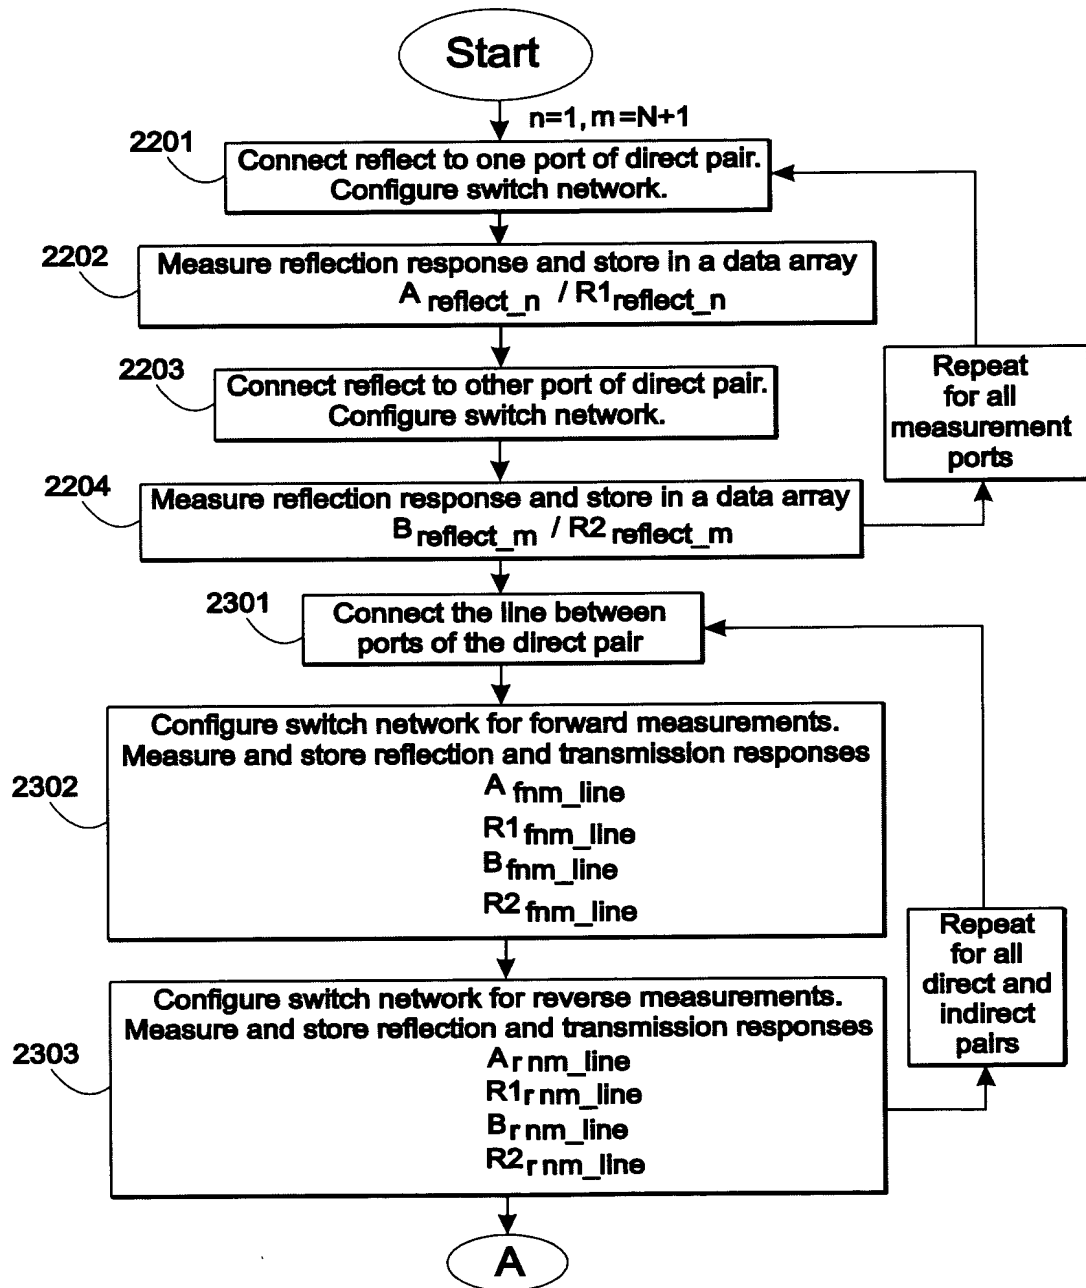 Start
n=1, m=N+1
2201
Connect reflect to one port of direct pair.
Configure switch network.
2202
Measure reflection response and store in a data array
A reflect_n / R1 reflect_n
2203
Connect reflect to other port of direct pair.
Configure switch network.
Repeat
for all
measurement
ports
2204
Measure reflection response and store in a data array
B reflect_m / R2 reflect_m
2301
Connect the line between
ports of the direct pair
2302
Configure switch network for forward measurements.
Measure and store reflection and transmission responses
A fnm_line
R1 fnm_line
B fnm_line
R2 fnm_line
Repeat
for all
direct and
indirect
pairs
2303
Configure switch network for reverse measurements.
Measure and store reflection and transmission responses
A r nm_line
R1 r nm_line
B r nm_line
R2 r nm_line
A